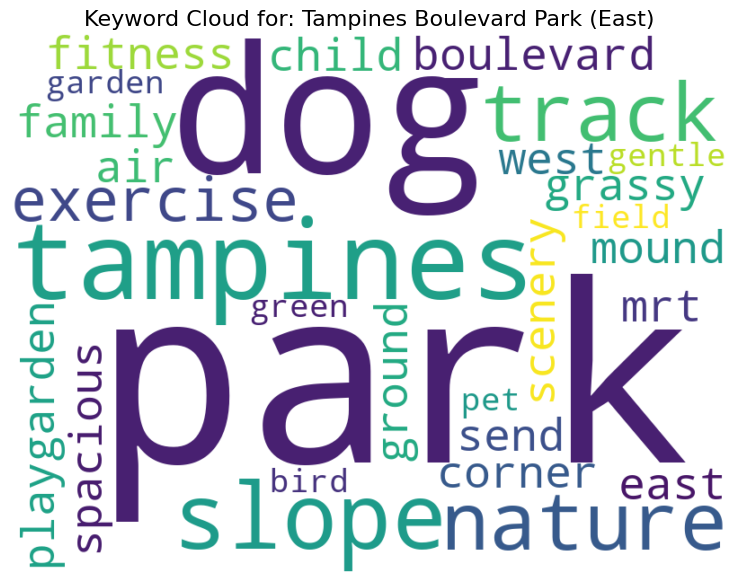 Keyword Cloud for: Tampines Boulevard Park (East)
fitness
child
boulevard
garden
dog
track
family
air
west
gentle
exercise
grassy
field
tampines
scenery
mound
green
mrt
playgarden
spacious
park
ground
pet
send
corner
bird
east
slope
nature